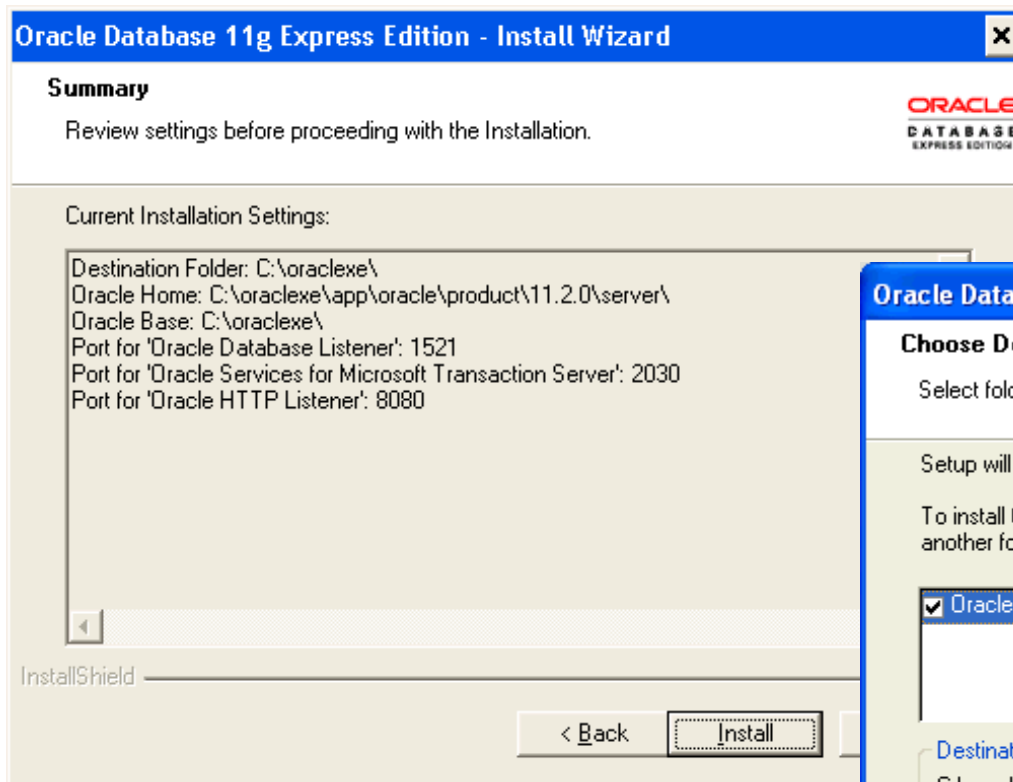 Oracle Database 11g Express Edition - Install Wizard
Summary
Review settings before proceeding with the Installation.
ORACLE
DATABASE
EXPRESS EDITION
Current Installation Settings:
Destination Folder: C:\oraclexe\
Oracle Home: C:\oraclexe\app\oracle\product\11.2.0\server\
Oracle Base: C:\oraclexe\
Port for 'Oracle Database Listener': 1521
Port for 'Oracle Services for Microsoft Transaction Server': 2030
Port for 'Oracle HTTP Listener': 8080
InstallShield
< Back
Install
Oracle Data
Choose D
Select fol
Setup will
To install
another fo
Oracle
Destinat